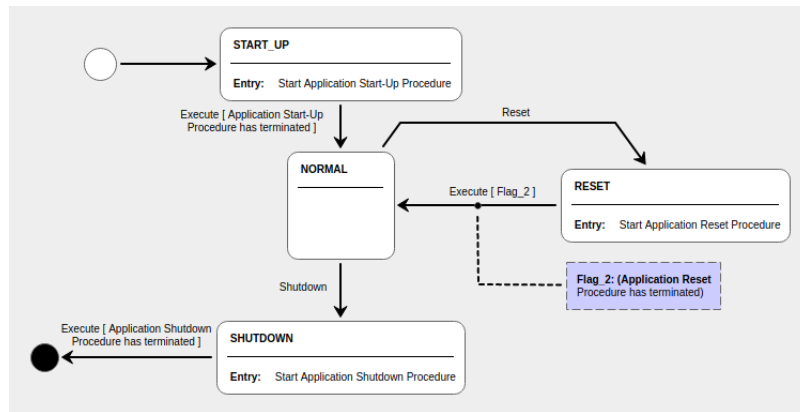 START_UP
Entry: Start Application Start-Up Procedure
Execute [ Application Start-Up
Procedure has terminated ]
Reset
NORMAL
RESET
Execute [ Flag_2 ]
Entry: Start Application Reset Procedure
Flag_2: (Application Reset
Procedure has terminated)
Shutdown
Execute [ Application Shutdown
Procedure has terminated ]
SHUTDOWN
Entry: Start Application Shutdown Procedure